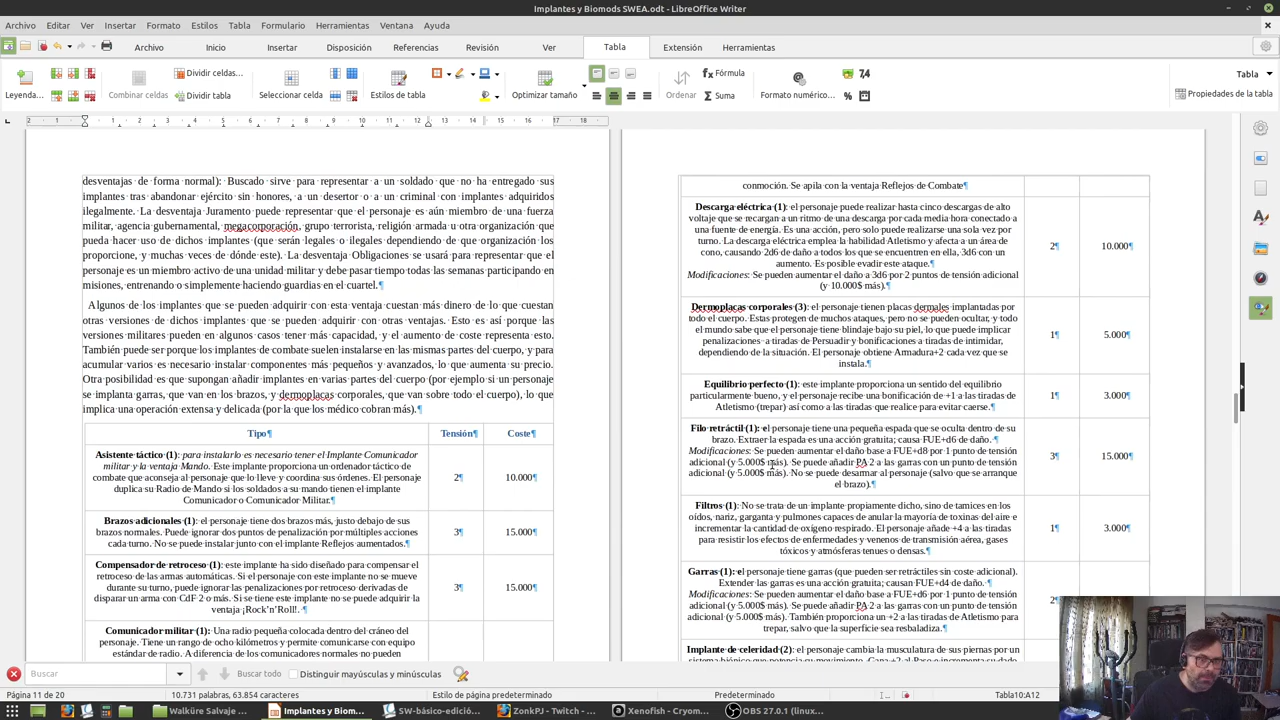 Implantes y Biomods SWEA.odt - LibreOffice Writer
Archivo Editar Ver Insertar Formato Estilos Tabla Formulario Herramientas Ventana Ayuda
Archivo Inicio Insertar Disposición Referencias Revisión Ver Tabla Extensión Herramientas
Leyenda... Combinar celdas Dividir celdas... Dividir tabla Seleccionar celda Estilos de tabla Optimizar tamaño Ordenar Fórmula Suma Formato numérico... Tabla Propiedades de la tabla
desventajas de forma normal): Buscado sirve para representar a un soldado que no ha entregado sus
implantes tras abandonar ejército sin honores, a un desertor o a un criminal con implantes adquiridos
ilegalmente. La desventaja Juramento puede representar que el personaje es aún miembro de una fuerza
militar, agencia gubernamental, megacorporación, grupo terrorista, religión armada u otra organización que
pueda hacer uso de dichos implantes (que serán legales o ilegales dependiendo de que organización los
proporcione, y muchas veces de dónde este). La desventaja Obligaciones se usará para representar que el
personaje es un miembro activo de una unidad militar y debe pasar tiempo todas las semanas participando en
misiones, entrenando o simplemente haciendo guardias en el cuartel.¶
Algunos de los implantes que se pueden adquirir con esta ventaja cuestan más dinero de lo que cuestan
otras versiones de dichos implantes que se pueden adquirir con otras ventajas. Esto es así porque las
versiones militares pueden en algunos casos tener más capacidad, y el aumento de coste representa esto.
También puede ser porque los implantes de combate suelen instalarse en las mismas partes del cuerpo, y para
acumular varios es necesario instalar componentes más pequeños y avanzados, lo que aumenta su precio.
Otra posibilidad es que supongan añadir implantes en varias partes del cuerpo (por ejemplo si un personaje
se implanta garras, que van en los brazos, y dermoplacas corporales, que van sobre todo el cuerpo), lo que
implica una operación extensa y delicada (por la que los médico cobran más).¶
Tipo¶ Tensión¶ Coste¶
Asistente táctico (1): para instalarlo es necesario tener el Implante Comunicador
militar y la ventaja Mando. Este implante proporciona un ordenador táctico de
combate que aconseja al personaje que lo lleve y coordina sus órdenes. El personaje
duplica su Radio de Mando si los soldados a su mando tienen el implante
Comunicador o Comunicador Militar.¶
2¶ 10.000¶
Brazos adicionales (1): el personaje tiene dos brazos más, justo debajo de sus
brazos normales. Puede ignorar dos puntos de penalización por múltiples acciones
cada turno. No se puede instalar junto con el implante Reflejos aumentados.¶
3¶ 15.000¶
Compensador de retroceso (1): este implante ha sido diseñado para compensar el
retroceso de las armas automáticas. Si el personaje con este implante no se mueve
durante su turno, puede ignorar las penalizaciones por retroceso derivadas de
disparar un arma con CdF 2 o más. Si se tiene este implante no se puede adquirir la
ventaja ¡Rock'n'Roll!. ¶
3¶ 15.000¶
Comunicador militar (1): Una radio pequeña colocada dentro del cráneo del
personaje. Tiene un rango de ocho kilómetros y permite comunicarse con equipo
estándar de radio. A diferencia de los comunicadores normales no pueden
conmoción. Se apila con la ventaja Reflejos de Combate¶
Descarga eléctrica (1): el personaje puede realizar hasta cinco descargas de alto
voltaje que se recargan a un ritmo de una descarga por cada media hora conectado a
una fuente de energía. Es una acción, pero solo puede realizarse una sola vez por
turno. La descarga eléctrica emplea la habilidad Atletismo y afecta a un área de
cono, causando 2d6 de daño a todos los que se encuentren en ella, 3d6 con un
aumento. Es posible evadir este ataque.¶
Modificaciones: Se pueden aumentar el daño a 3d6 por 2 puntos de tensión adicional
(y 10.000$ más).¶
2¶ 10.000¶
Dermoplacas corporales (3): el personaje tienen placas dermales implantadas por
todo el cuerpo. Estas protegen de muchos ataques, pero no se pueden ocultar, y todo
el mundo sabe que el personaje tiene blindaje bajo su piel, lo que puede implicar
penalizaciones a tiradas de Persuadir y bonificaciones a tiradas de intimidar,
dependiendo de la situación. El personaje obtiene Armadura+2 cada vez que se
instala.¶
1¶ 5.000¶
Equilibrio perfecto (1): este implante proporciona un sentido del equilibrio
particularmente bueno, y el personaje recibe una bonificación de +1 a las tiradas de
Atletismo (trepar) así como a las tiradas que realice para evitar caerse.¶
1¶ 3.000¶
Filo retráctil (1): el personaje tiene una pequeña espada que se oculta dentro de su
brazo. Extraer la espada es una acción gratuita; causa FUE+d6 de daño. ¶
Modificaciones: Se pueden aumentar el daño base a FUE+d8 por 1 punto de tensión
adicional (y 5.000$ más). Se puede añadir PA 2 a las garras con un punto de tensión
adicional (y 5.000$ más). No se puede desarmar al personaje (salvo que se arranque
el brazo).¶
3¶ 15.000¶
Filtros (1): No se trata de un implante propiamente dicho, sino de tamices en los
oídos, nariz, garganta y pulmones capaces de anular la mayoría de toxinas del aire e
incrementar la cantidad de oxígeno respirado. El personaje añade +4 a las tiradas
para resistir los efectos de enfermedades y venenos de transmisión aérea, gases
tóxicos y atmósferas tenues o densas.¶
1¶ 3.000¶
Garras (1): el personaje tiene garras (que pueden ser retráctiles sin coste adicional).
Extender las garras es una acción gratuita; causan FUE+d4 de daño. ¶
Modificaciones: Se pueden aumentar el daño base a FUE+d6 por 1 punto de tensión
adicional (y 5.000$ más). Se puede añadir PA 2 a las garras con un punto de tensión
adicional (y 5.000$ más). También proporciona un +2 a las tiradas de Atletismo para
trepar, salvo que la superficie sea resbaladiza.¶
2
Implante de celeridad (2): el personaje cambia la musculatura de sus piernas por un
Buscar Buscar todo Distinguir mayúsculas y minúsculas
Página 11 de 20 10.731 palabras, 63.854 caracteres Estilo de página predeterminado Predeterminado Tabla10:A12
Walküre Salvaje Implantes y Biom... SW-básico-edició... ZonkPJ - Twitch - ... Xenofish — Cryom... OBS 27.0.1 (linux...